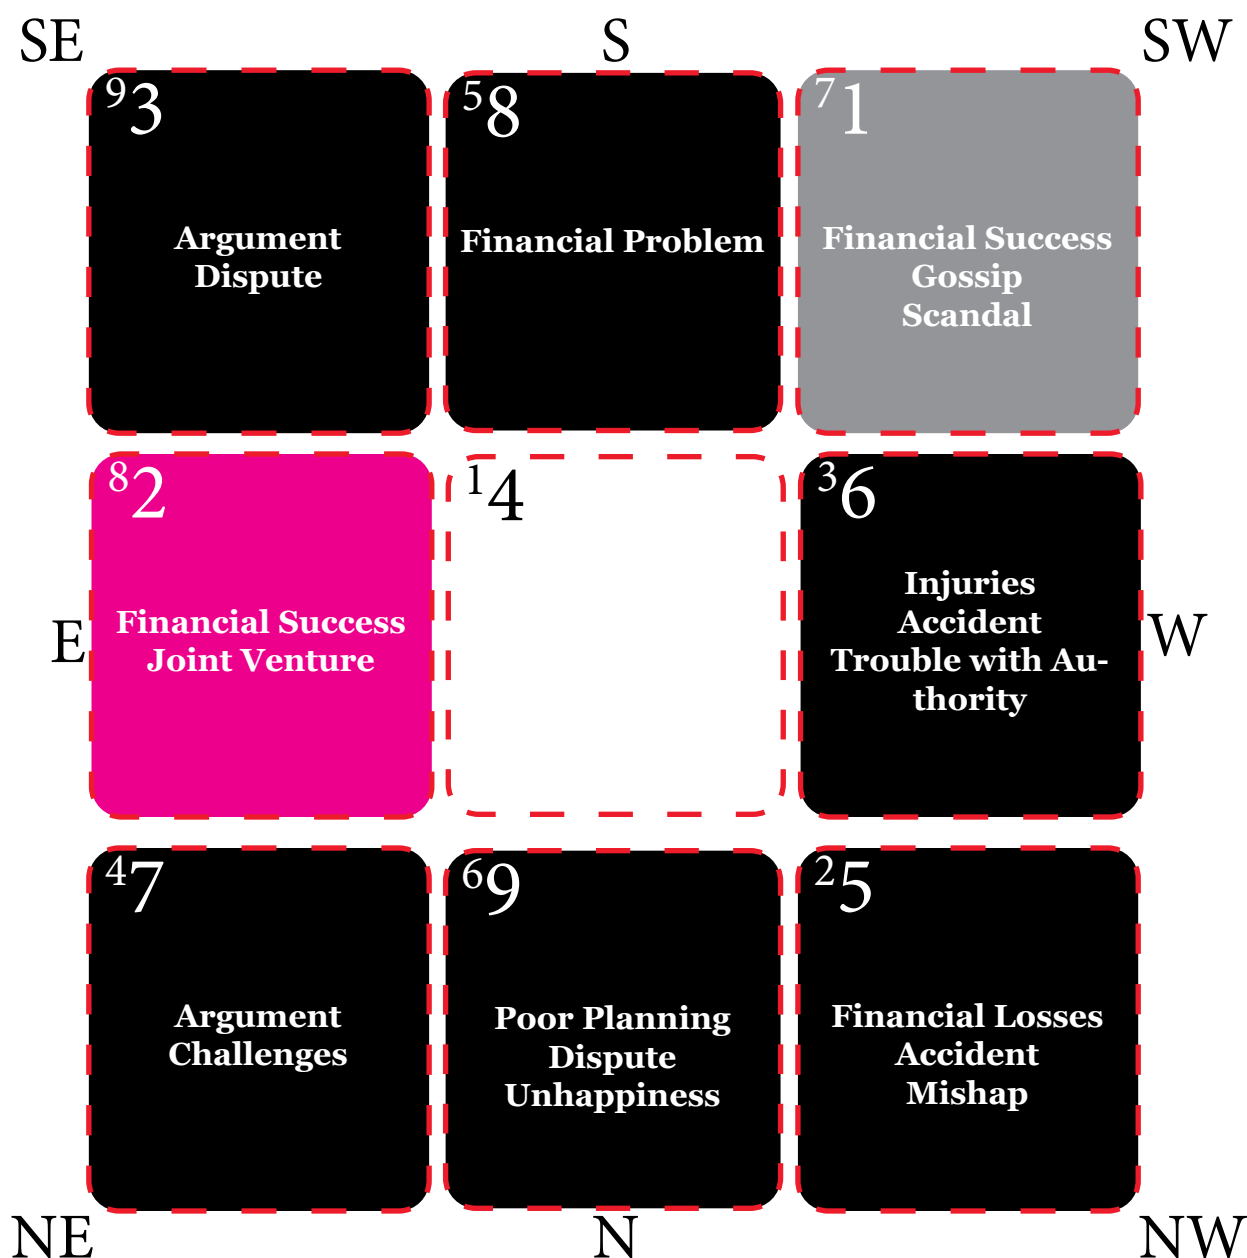 SE S SW
93
Argument
Dispute
58
Financial Problem
71
Financial Success
Gossip
Scandal
E
82
Financial Success
Joint Venture
14
36
Injuries
Accident
Trouble with Au-
thority
W
47
Argument
Challenges
69
Poor Planning
Dispute
Unhappiness
25
Financial Losses
Accident
Mishap
NE N NW